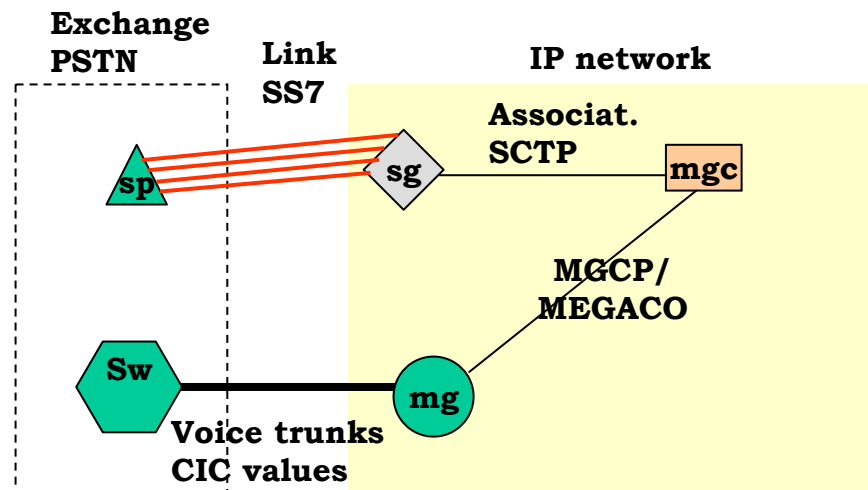 Exchange
PSTN
Link
SS7
IP network
Associat.
SCTP
sp
sg
mgc
MGCP/
MEGACO
Sw
mg
Voice trunks
CIC values